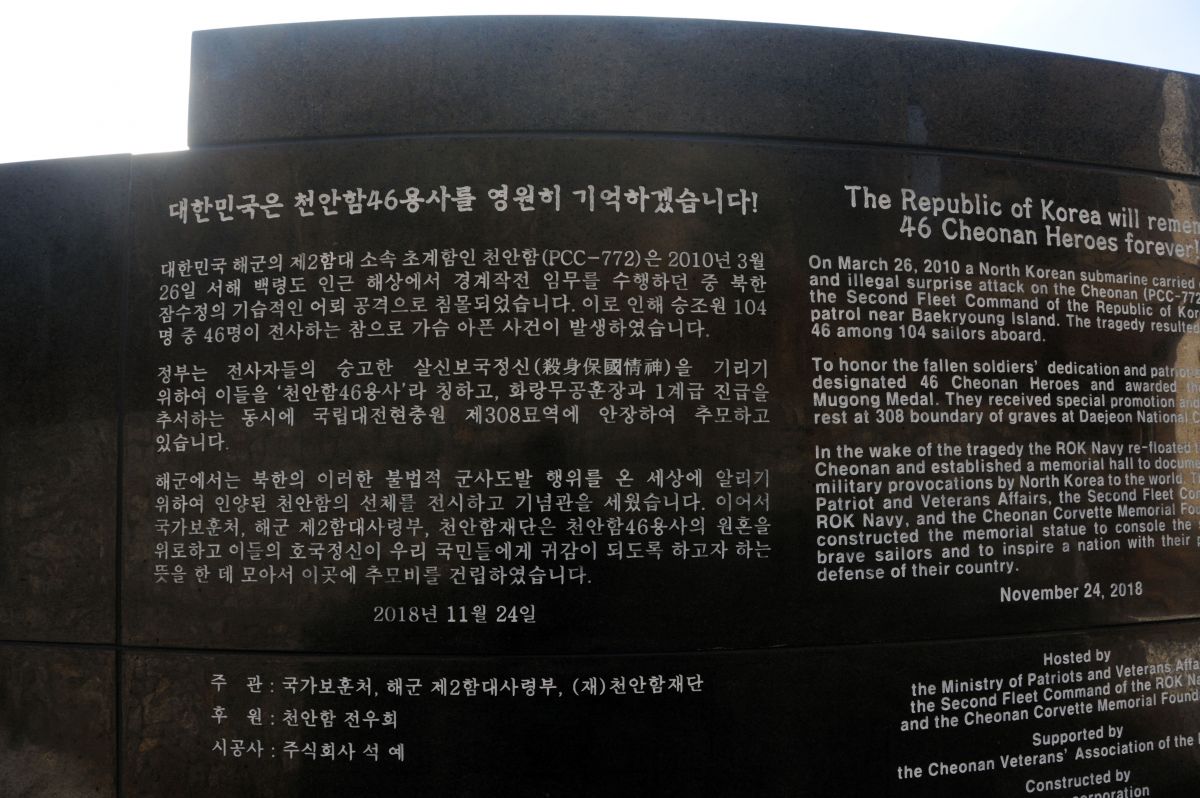 대한민국은 천안함46용사를 영원히 기억하겠습니다!
대한민국 해군의 제2함대 소속 초계함인 천안함(PCC-772)은 2010년 3월
26일 서해 백령도 인근 해상에서 경계작전 임무를 수행하던 중 북한
잠수정의 기습적인 어뢰 공격으로 침몰되었습니다. 이로 인해 승조원 104
명 중 46명이 전사하는 참으로 가슴 아픈 사건이 발생하였습니다.
정부는 전사자들의 숭고한 살신보국정신(殺身保國情神)을 기리기
위하여 이들을 '천안함46용사'라 칭하고, 화랑무공훈장과 1계급 진급을
추서하는 동시에 국립대전현충원 제308묘역에 안장하여 추모하고
있습니다.
해군에서는 북한의 이러한 불법적 군사도발 행위를 온 세상에 알리기
위하여 인양된 천안함의 선체를 전시하고 기념관을 세웠습니다. 이어서
국가보훈처, 해군 제2함대사령부, 천안함재단은 천안함46용사의 원혼을
위로하고 이들의 호국정신이 우리 국민들에게 귀감이 되도록 하고자 하는
뜻을 한 데 모아서 이곳에 추모비를 건립하였습니다.
2018년 11월 24일
주 관 : 국가보훈처, 해군 제2함대사령부, (재)천안함재단
후 원 : 천안함 전우회
시공사 : 주식회사 석 예
The Republic of Korea will
46 Cheonan Heroes forever!
On March 26, 2010 a North Korean submarine carried
and illegal surprise attack on the Cheonan (PCC-772
the Second Fleet Command of the Republic of
patrol near Baekryoung Island. The tragedy resulted
46 among 104 sailors aboard.
To honor the fallen soldiers' dedication and
designated 46 Cheonan Heroes and awarded
Mugong Medal. They received special promotion and
rest at 308 boundary of graves at Daejeon National
In the wake of the tragedy the ROK Navy re-floated
Cheonan and established a memorial hall to
military provocations by North Korea to the world.
Patriot and Veterans Affairs, the Second Fleet
ROK Navy, and the Cheonan Corvette Memorial
constructed the memorial statue to console the
brave sailors and to inspire a nation with their
defense of their country.
November 24, 2018
Hosted by
the Ministry of Patriots and Veterans
the Second Fleet Command of the ROK
and the Cheonan Corvette Memorial
Supported by
the Cheonan Veterans' Association of the
Constructed by